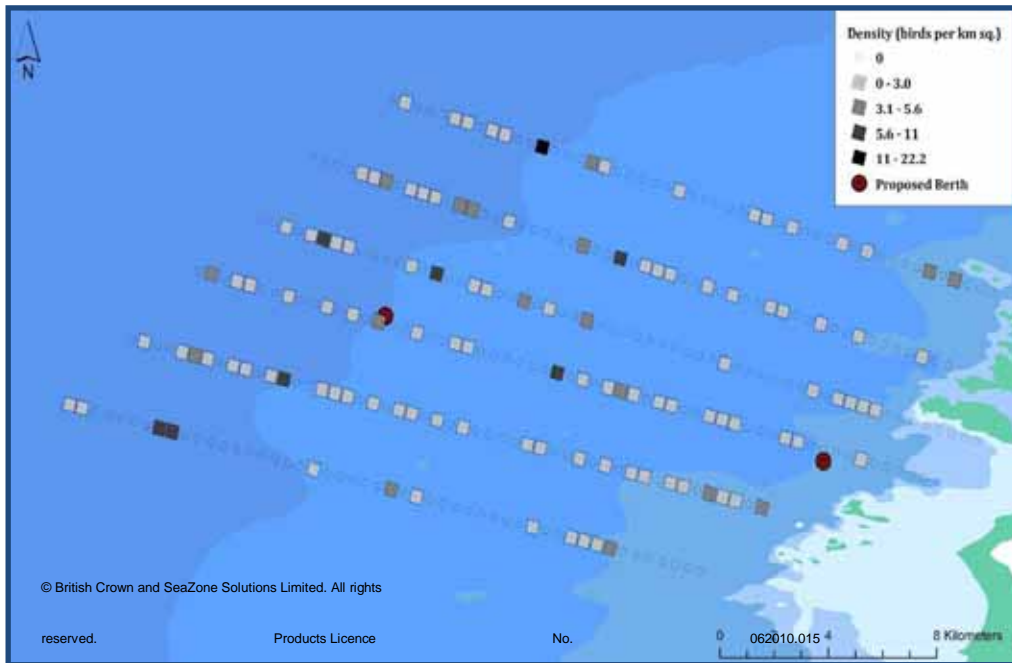 N
Density (birds per km sq.)
0
0 - 3.0
3.1 - 5.6
5.6 - 11
11 - 22.2
Proposed Berth
© British Crown and SeaZone Solutions Limited. All rights
reserved. Products Licence No. 062010.015
0 4 8 Kilometers